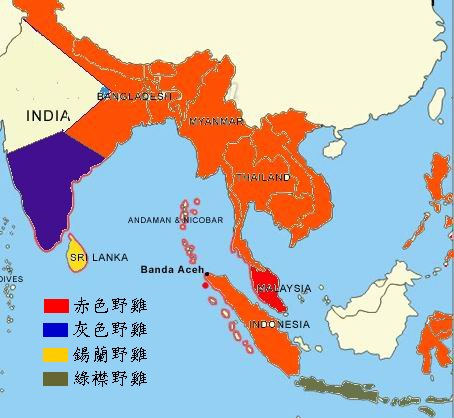 BANGLADESH
INDIA
MYANMAR
THAILAND
ANDAMAN & NICOBAR
SRI LANKA
Banda Aceh
DIVES
MALAYSIA
INDONESIA
赤色野雞
灰色野雞
錫蘭野雞
綠襟野雞